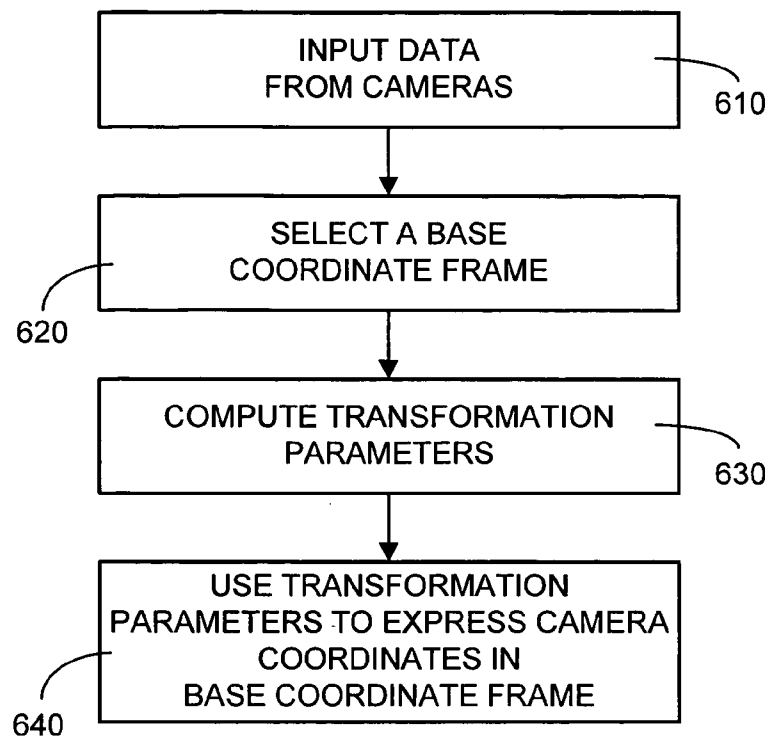 INPUT DATA
FROM CAMERAS
610
SELECT A BASE
COORDINATE FRAME
620
COMPUTE TRANSFORMATION
PARAMETERS
630
USE TRANSFORMATION
PARAMETERS TO EXPRESS CAMERA
COORDINATES IN
BASE COORDINATE FRAME
640